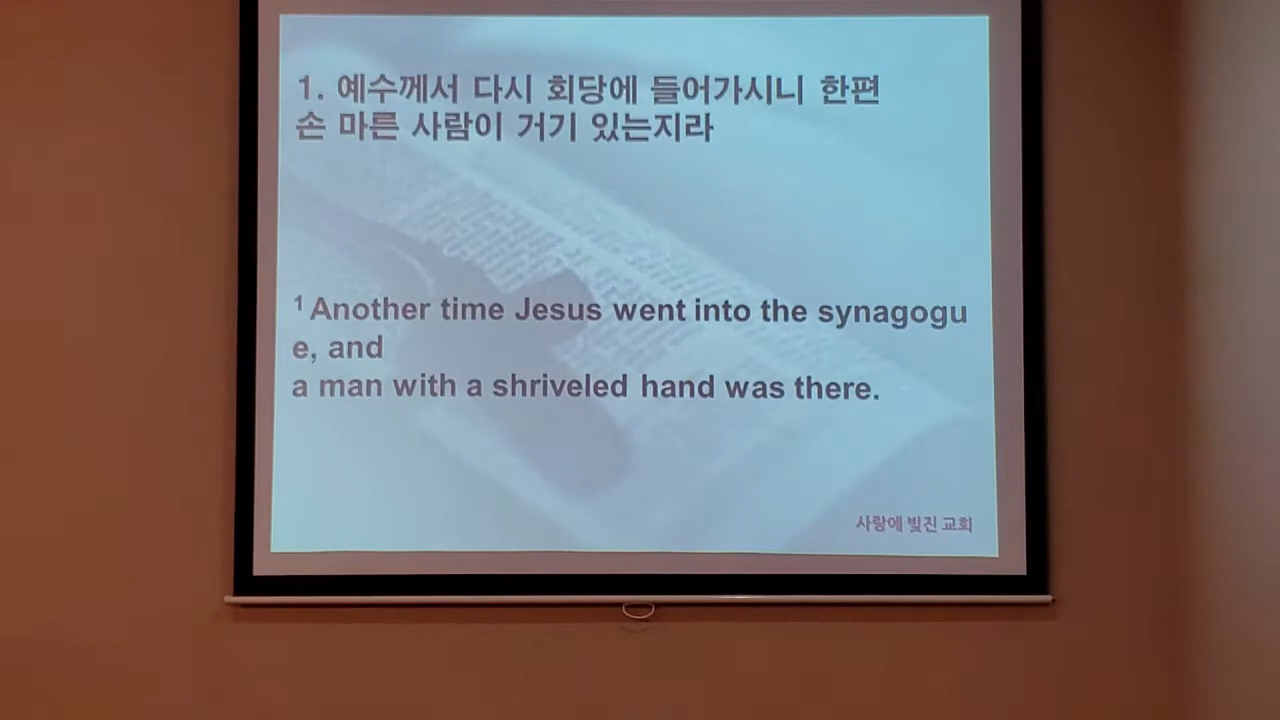 1. 예수께서 다시 회당에 들어가시니 한편
손 마른 사람이 거기 있는지라
1 Another time Jesus went into the synagogu
e, and
a man with a shriveled hand was there.
사랑에 빚진 교회